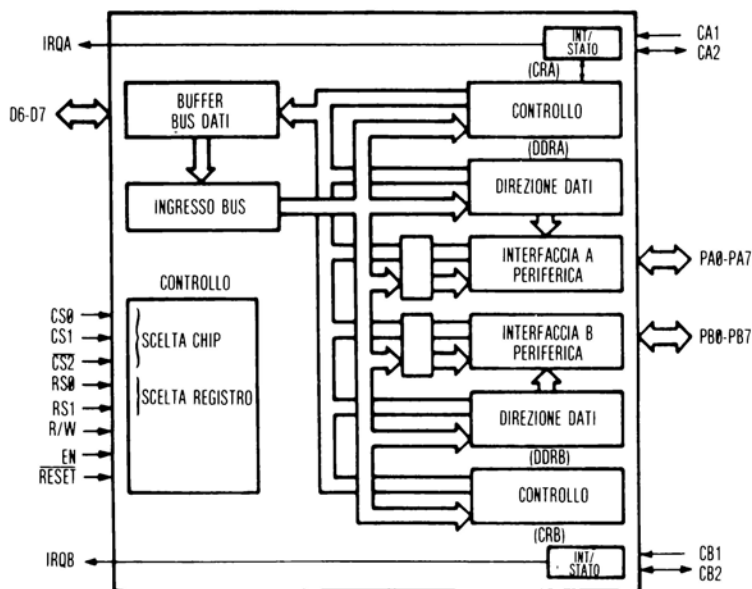 IRQA
INT/
STATO
CA1
CA2
(CRA)
D6-D7
BUFFER
BUS DATI
CONTROLLO
(DDRA)
INGRESSO BUS
DIREZIONE DATI
INTERFACCIA A
PERIFERICA
PA0-PA7
CONTROLLO
CS0
CS1
CS2
SCELTA CHIP
RS0
RS1
SCELTA REGISTRO
R/W
EN
RESET
INTERFACCIA B
PERIFERICA
PB0-PB7
DIREZIONE DATI
(DDRB)
CONTROLLO
(CRB)
IRQB
INT/
STATO
CB1
CB2